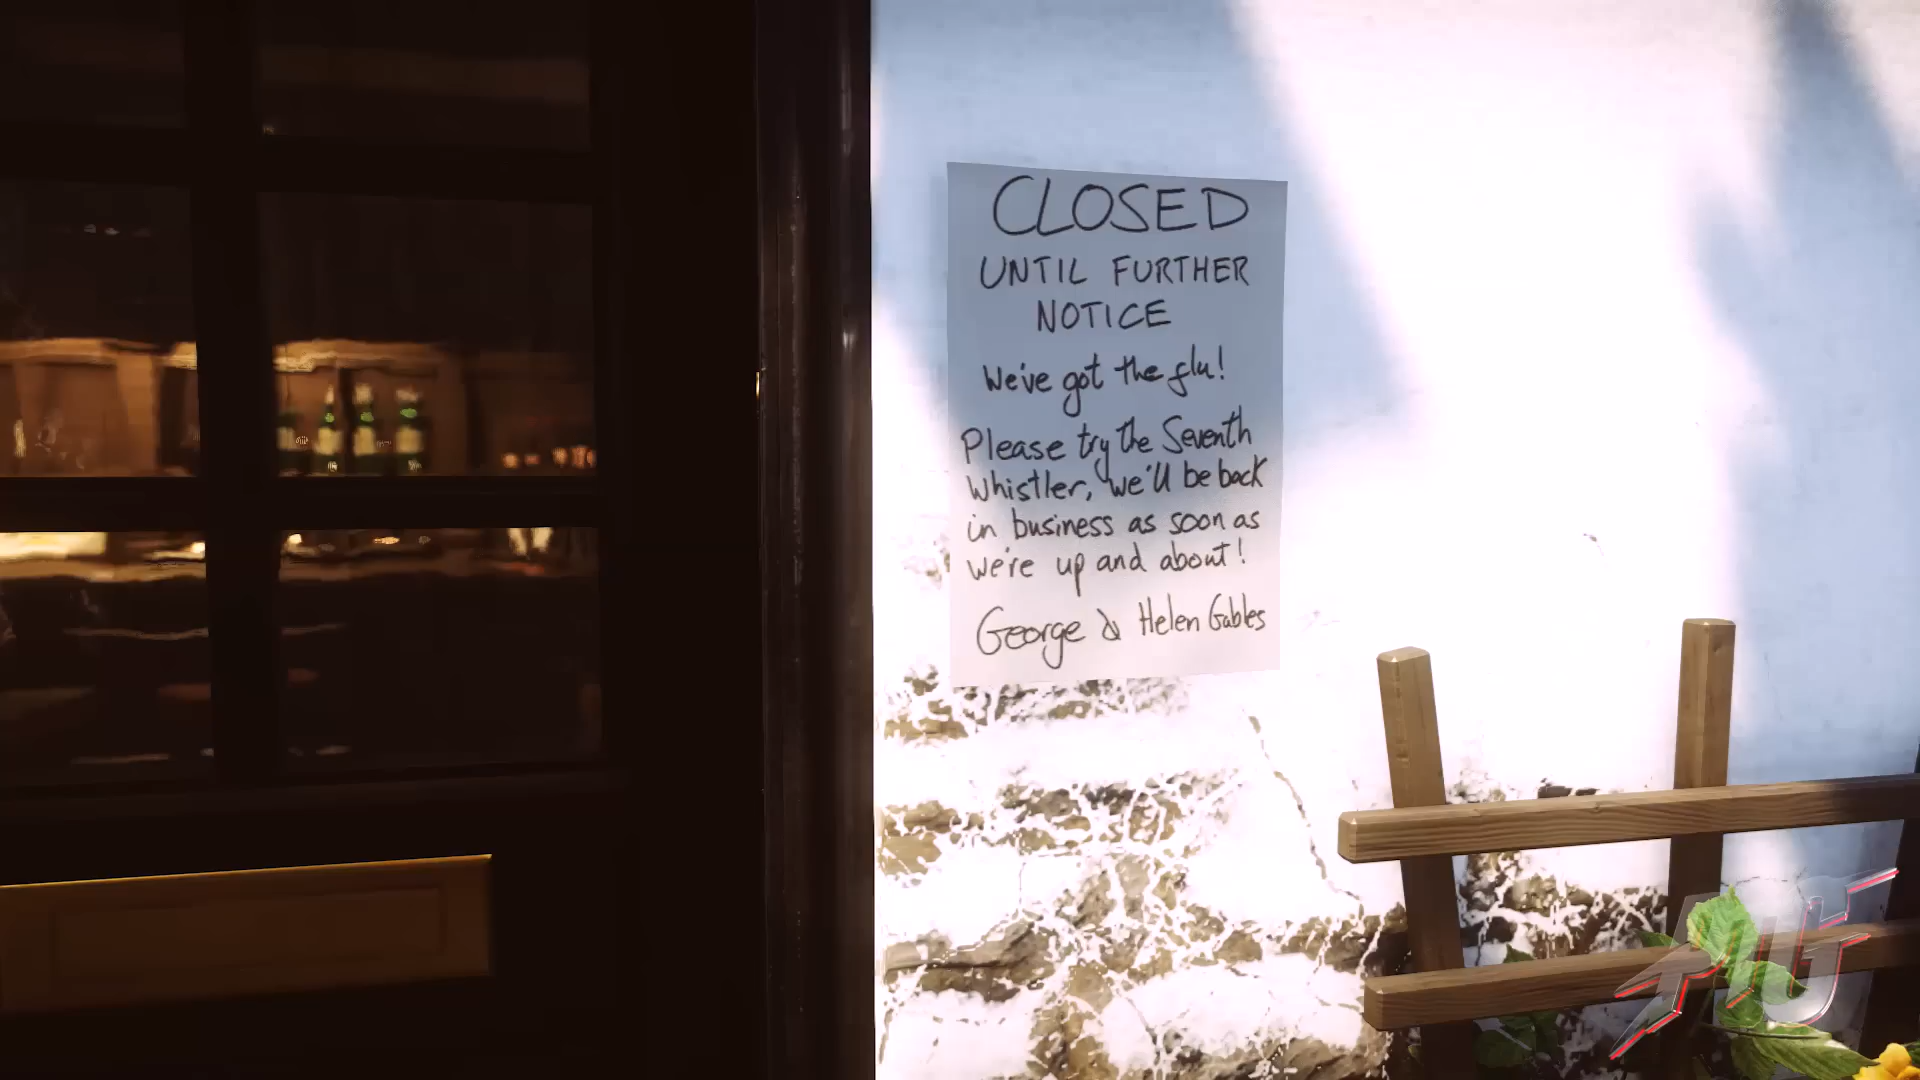 CLOSED
UNTIL FURTHER
NOTICE
We've got the flu!
Please try the Seventh
Whistler, we'll be back
in business as soon as
we're up and about!
George & Helen Gables